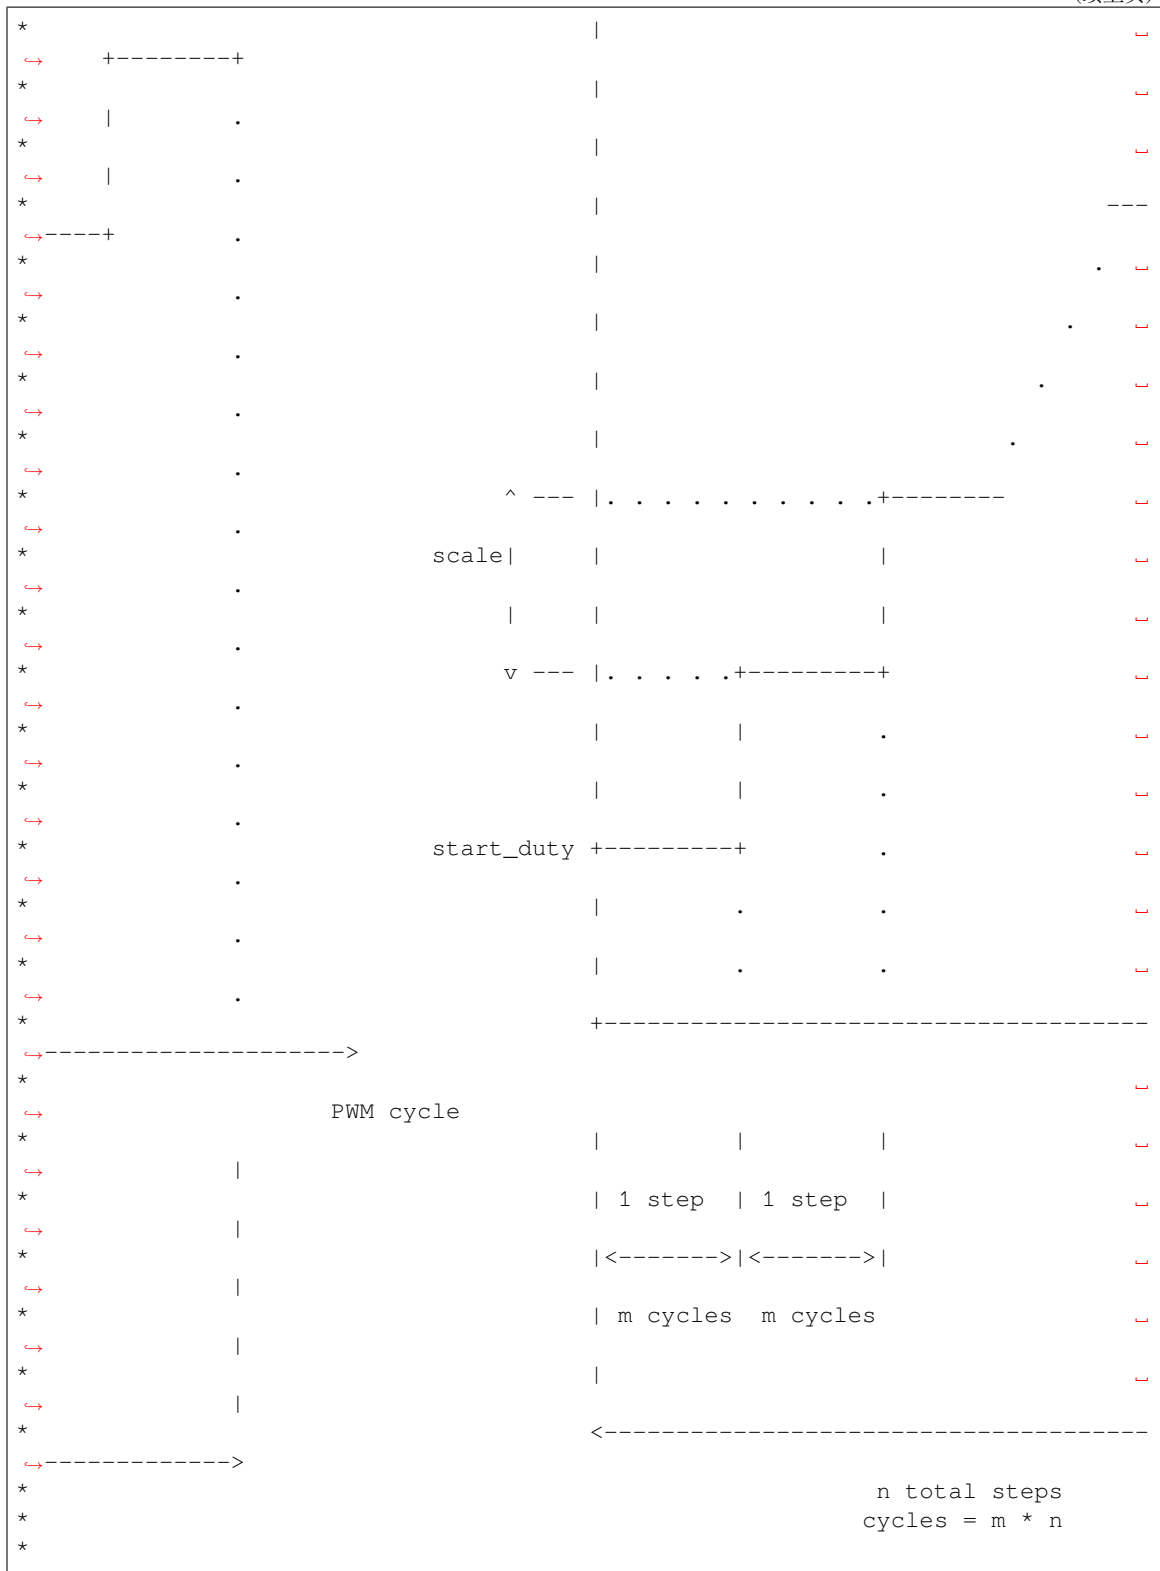 *                                       |                                     ␣
↪    +--------+
*                                       |                                     ␣
↪    |        .
*                                       |                                     ␣
↪    |        .
*                                       |                                   ---
↪----+        .
*                                       |                                  .  ␣
↪             .
*                                       |                                .    ␣
↪             .
*                                       |                              .      ␣
↪             .
*                                       |                            .        ␣
↪             .
*                                 ^ --- |. . . . . . . . . .+--------         ␣
↪             .
*                            scale|     |                   |                 ␣
↪             .
*                                 |     |                   |                 ␣
↪             .
*                                 v --- |. . . . .+---------+                 ␣
↪             .
*                                       |         |         .                 ␣
↪             .
*                                       |         |         .                 ␣
↪             .
*                            start_duty +---------+         .                 ␣
↪             .
*                                       |         .         .                 ␣
↪             .
*                                       |         .         .                 ␣
↪             .
*                                       +--------------------------------------
↪--------------------->
*                                                                             ␣
↪                    PWM cycle
*                                       |         |         |                 ␣
↪             |
*                                       | 1 step  | 1 step  |                 ␣
↪             |
*                                       |<------->|<------->|                 ␣
↪             |
*                                       | m cycles  m cycles                  ␣
↪             |
*                                       |                                     ␣
↪             |
*                                       <--------------------------------------
↪------------->
*                                                           n total steps
*                                                          cycles = m * n
*